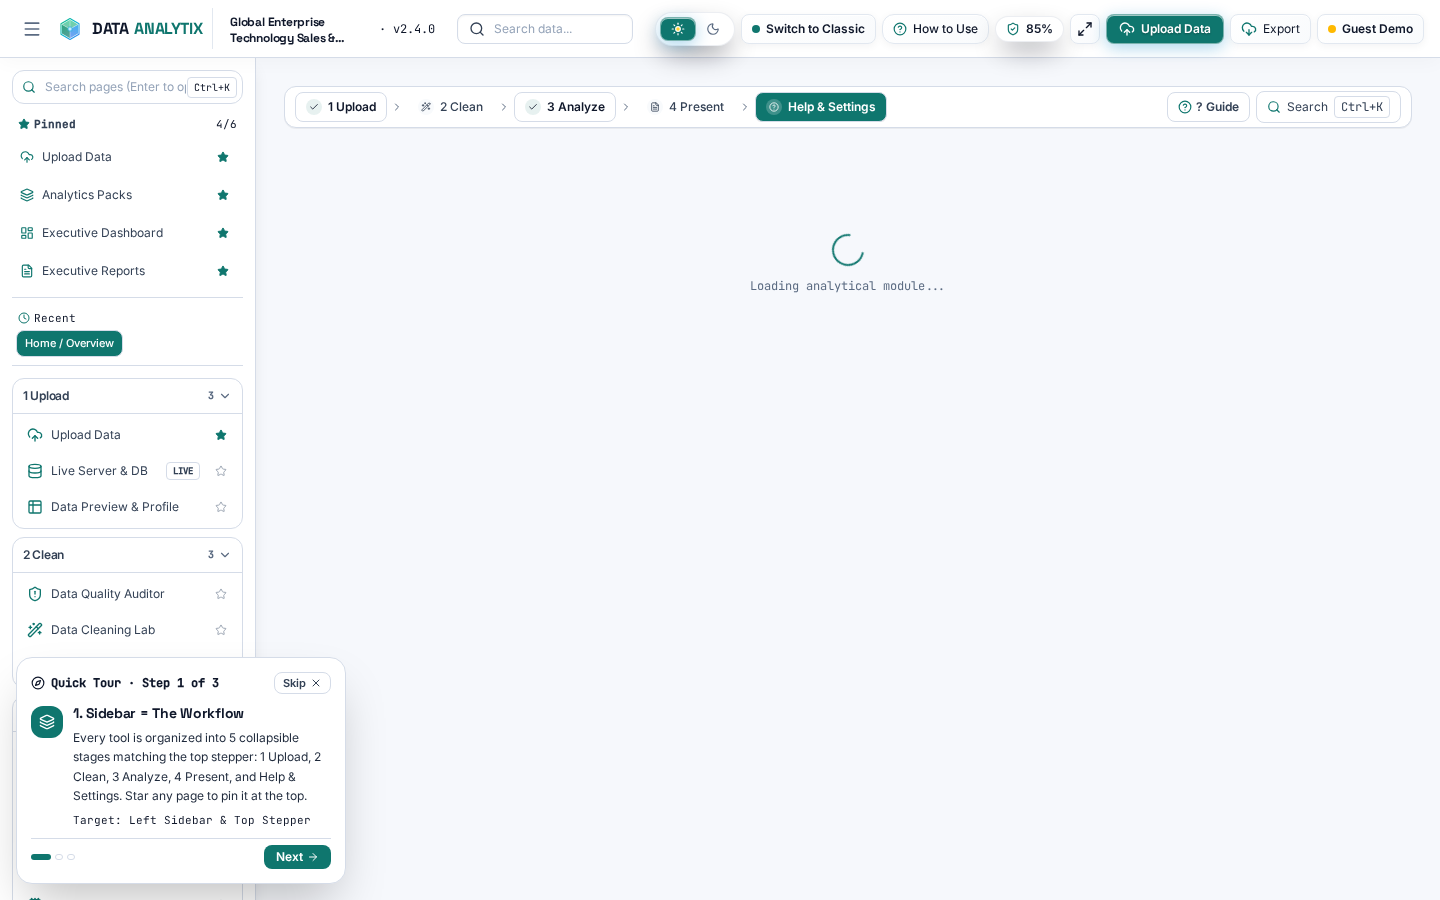 DATA ANALYTIX
Global Enterprise
Technology Sales &...
· v2.4.0
Search data...
Switch to Classic
How to Use
85%
Upload Data
Export
Guest Demo
Search pages (Enter to op
Ctrl+K
Pinned
4/6
Upload Data
Analytics Packs
Executive Dashboard
Executive Reports
Recent
Home / Overview
1 Upload
3
Upload Data
Live Server & DB
LIVE
Data Preview & Profile
2 Clean
3
Data Quality Auditor
Data Cleaning Lab
1 Upload
2 Clean
3 Analyze
4 Present
Help & Settings
? Guide
Search
Ctrl+K
Loading analytical module...
Quick Tour · Step 1 of 3
Skip
1. Sidebar = The Workflow
Every tool is organized into 5 collapsible
stages matching the top stepper: 1 Upload, 2
Clean, 3 Analyze, 4 Present, and Help &
Settings. Star any page to pin it at the top.
Target: Left Sidebar & Top Stepper
Next